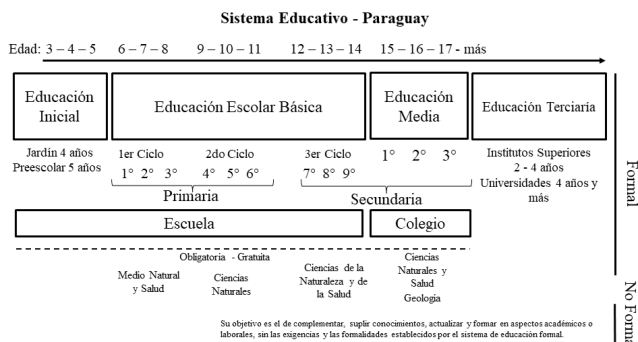 Sistema Educativo - Paraguay
Edad: 3 – 4 – 5 6 – 7 – 8 9 – 10 – 11 12 – 13 – 14 15 – 16 – 17 - más
Educación
Inicial
Educación Escolar Básica
Educación
Media
Educación Terciaría
Jardín 4 años
Preescolar 5 años
1er Ciclo
1° 2° 3°
2do Ciclo
4° 5° 6°
Primaria
3er Ciclo
7° 8° 9°
1° 2° 3°
Secundaria
Institutos Superiores
2 - 4 años
Universidades 4 años y
más
Formal
Escuela
Colegio
Obligatoria - Gratuita
Medio Natural
y Salud
Ciencias
Naturales
Ciencias de la
Naturaleza y de
la Salud
Ciencias
Naturales y
Salud
Geología
No Formal
Su objetivo es el de complementar, suplir conocimientos, actualizar y formar en aspectos académicos o
laborales, sin las exigencias y las formalidades establecidos por el sistema de educación formal.